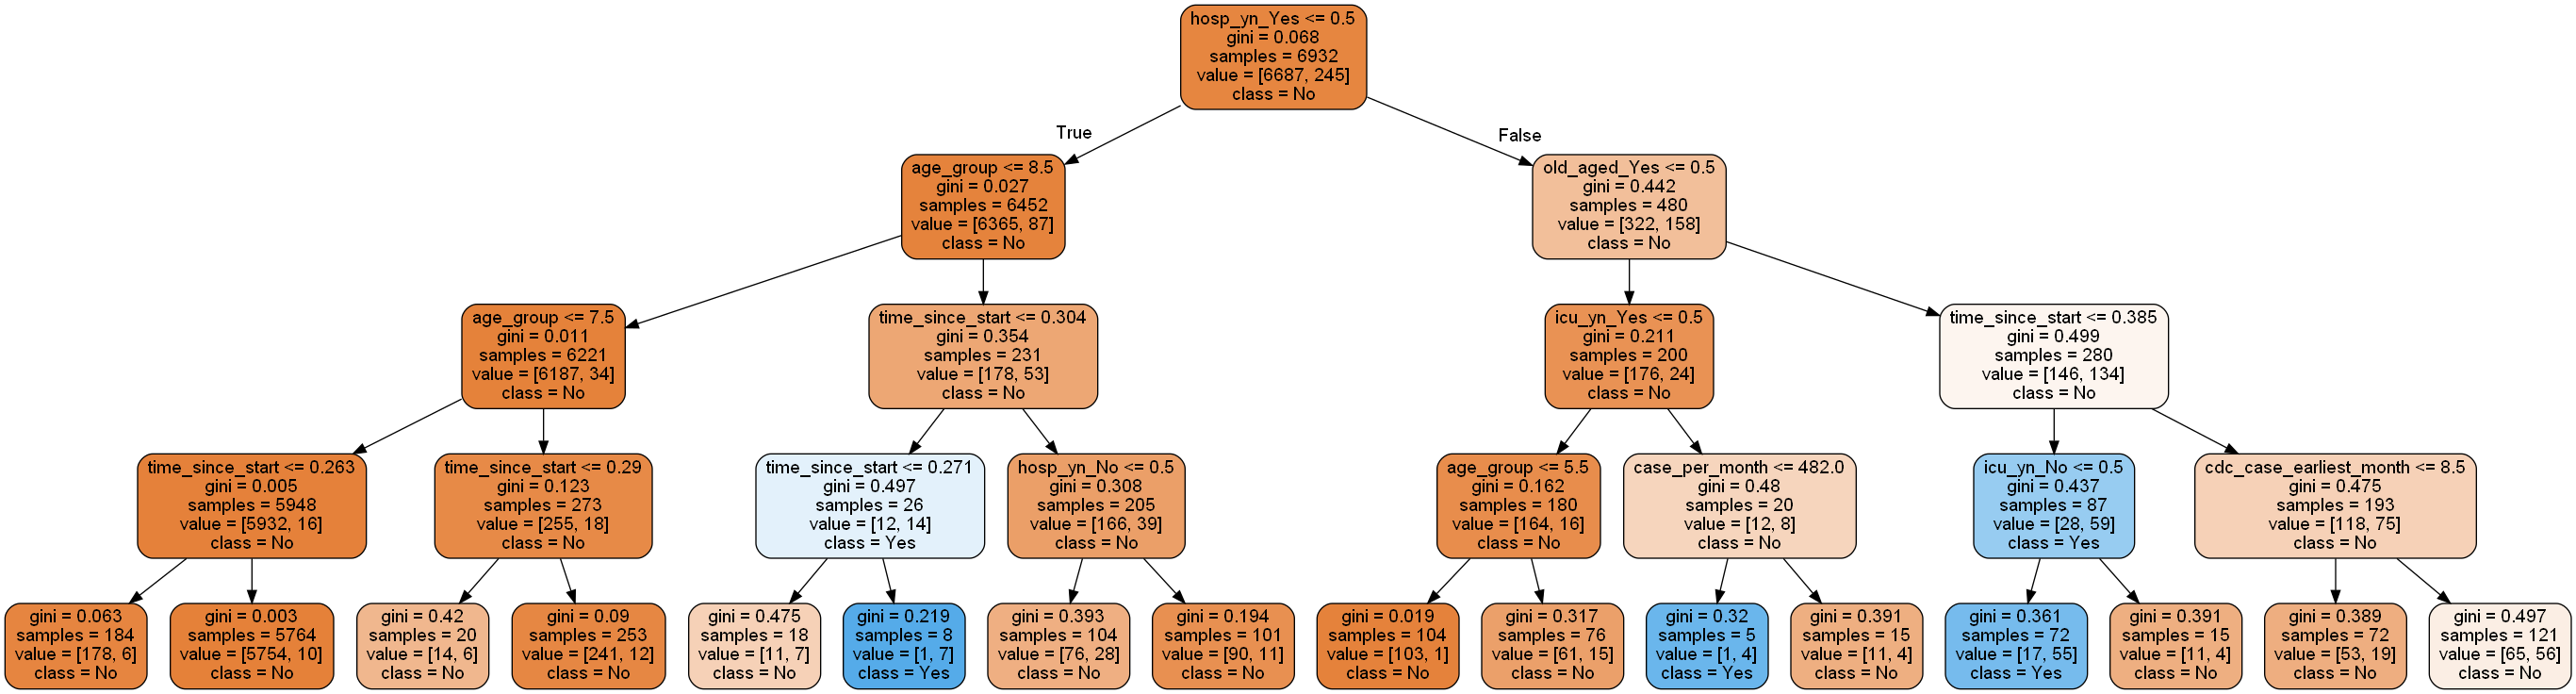 hosp_yn_Yes <= 0.5
gini = 0.068
samples = 6932
value = [6687, 245]
class = No
True
False
age_group <= 8.5
gini = 0.027
samples = 6452
value = [6365, 87]
class = No
old_aged_Yes <= 0.5
gini = 0.442
samples = 480
value = [322, 158]
class = No
age_group <= 7.5
gini = 0.011
samples = 6221
value = [6187, 34]
class = No
time_since_start <= 0.304
gini = 0.354
samples = 231
value = [178, 53]
class = No
icu_yn_Yes <= 0.5
gini = 0.211
samples = 200
value = [176, 24]
class = No
time_since_start <= 0.385
gini = 0.499
samples = 280
value = [146, 134]
class = No
time_since_start <= 0.263
gini = 0.005
samples = 5948
value = [5932, 16]
class = No
time_since_start <= 0.29
gini = 0.123
samples = 273
value = [255, 18]
class = No
time_since_start <= 0.271
gini = 0.497
samples = 26
value = [12, 14]
class = Yes
hosp_yn_No <= 0.5
gini = 0.308
samples = 205
value = [166, 39]
class = No
age_group <= 5.5
gini = 0.162
samples = 180
value = [164, 16]
class = No
case_per_month <= 482.0
gini = 0.48
samples = 20
value = [12, 8]
class = No
icu_yn_No <= 0.5
gini = 0.437
samples = 87
value = [28, 59]
class = Yes
cdc_case_earliest_month <= 8.5
gini = 0.475
samples = 193
value = [118, 75]
class = No
gini = 0.063
samples = 184
value = [178, 6]
class = No
gini = 0.003
samples = 5764
value = [5754, 10]
class = No
gini = 0.42
samples = 20
value = [14, 6]
class = No
gini = 0.09
samples = 253
value = [241, 12]
class = No
gini = 0.475
samples = 18
value = [11, 7]
class = No
gini = 0.219
samples = 8
value = [1, 7]
class = Yes
gini = 0.393
samples = 104
value = [76, 28]
class = No
gini = 0.194
samples = 101
value = [90, 11]
class = No
gini = 0.019
samples = 104
value = [103, 1]
class = No
gini = 0.317
samples = 76
value = [61, 15]
class = No
gini = 0.32
samples = 5
value = [1, 4]
class = Yes
gini = 0.391
samples = 15
value = [11, 4]
class = No
gini = 0.361
samples = 72
value = [17, 55]
class = Yes
gini = 0.391
samples = 15
value = [11, 4]
class = No
gini = 0.389
samples = 72
value = [53, 19]
class = No
gini = 0.497
samples = 121
value = [65, 56]
class = No